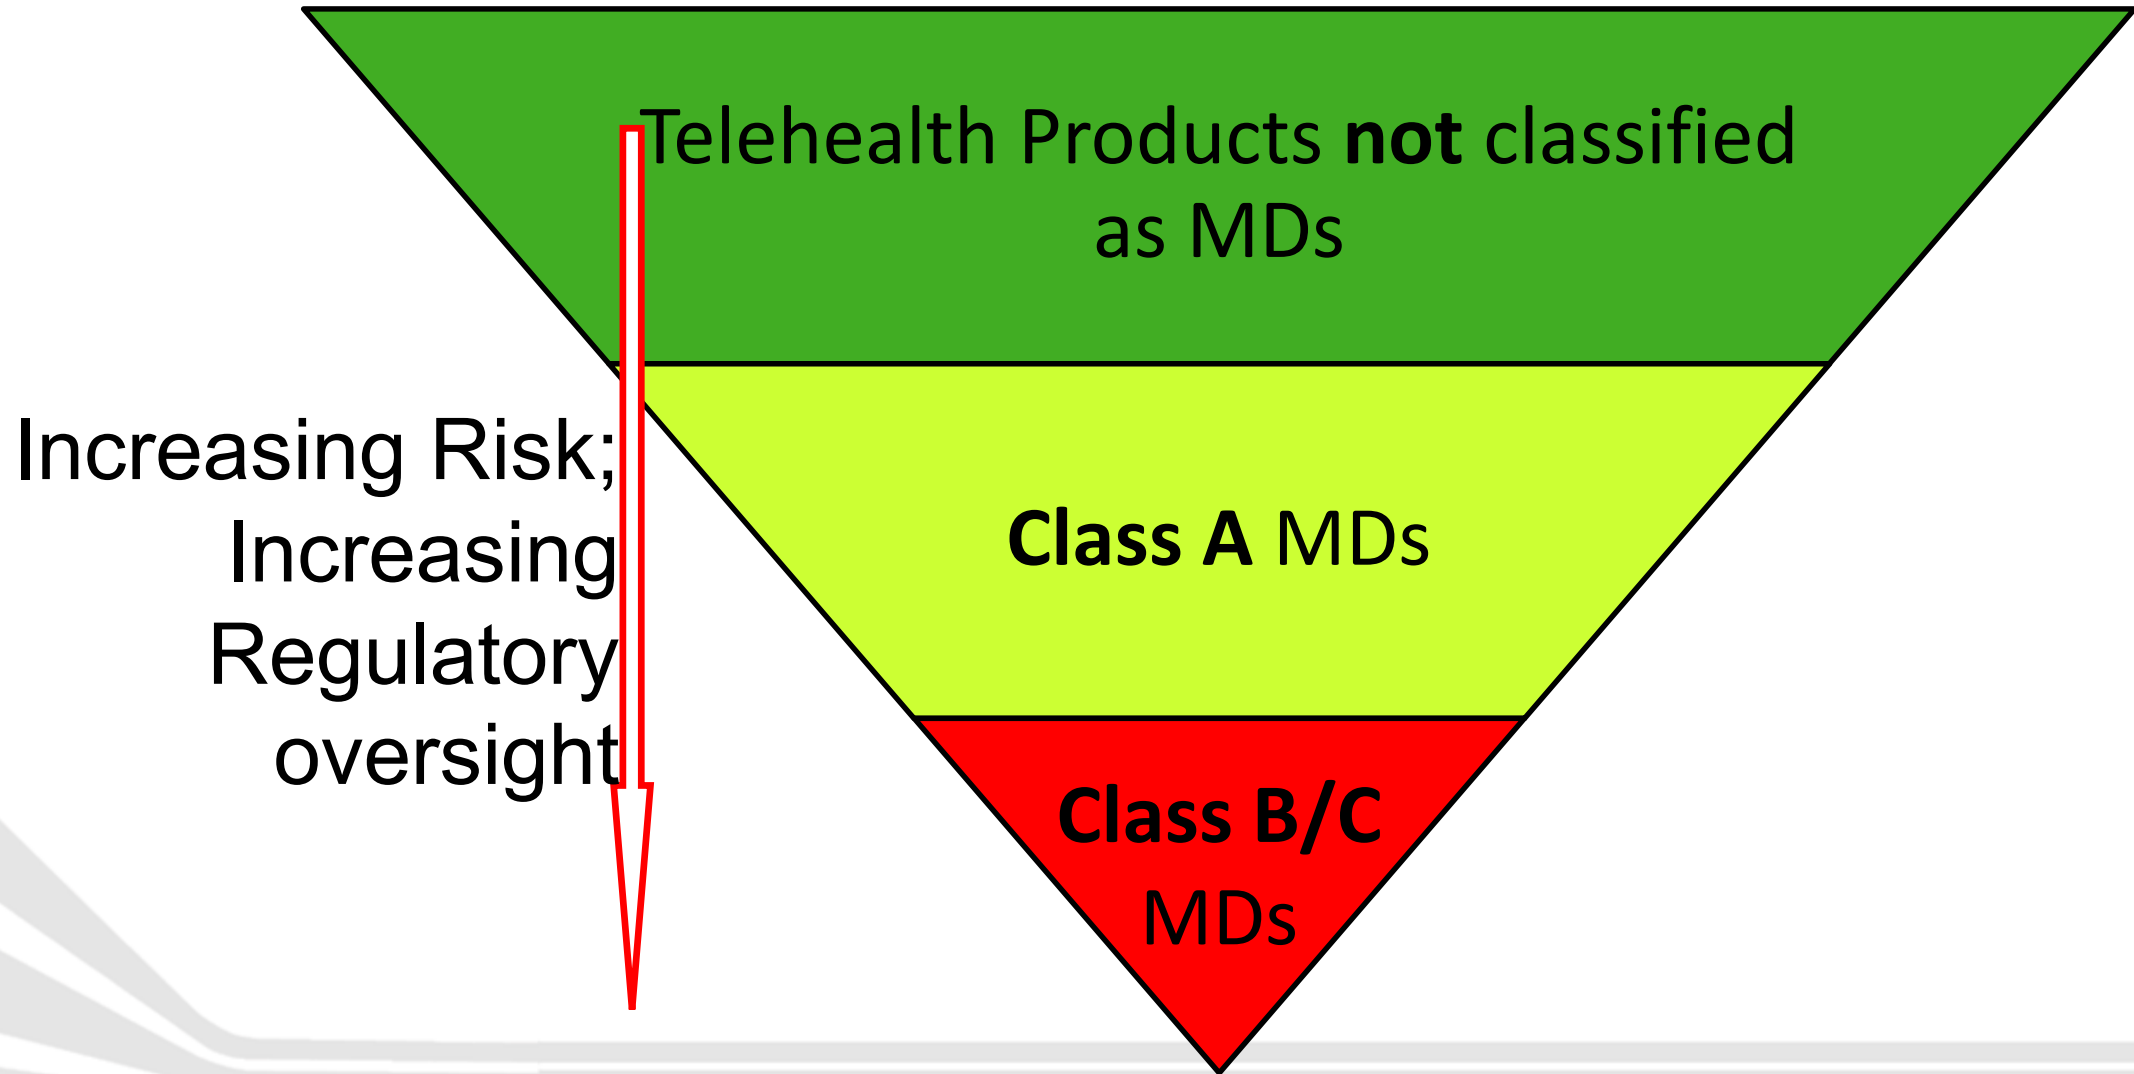 Telehealth Products not classified
as MDs
Increasing Risk;
Increasing
Regulatory
oversight
Class A MDs
Class B/C
MDs